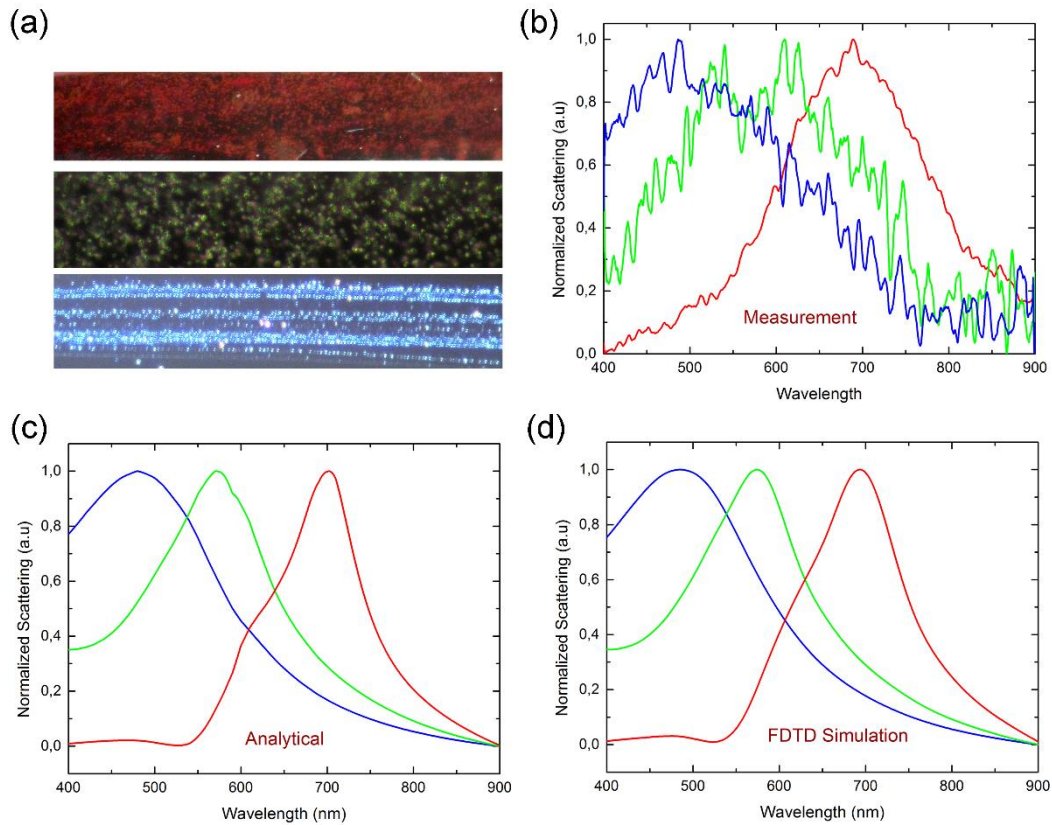 (a)
(b)
Normalized Scattering (a.u)
1,0
0,8
0,6
0,4
0,2
0,0
Measurement
400 500 600 700 800 900
Wavelength
(c)
Normalized Scattering (a.u)
1,0
0,8
0,6
0,4
0,2
0,0
Analytical
400 500 600 700 800 900
Wavelength (nm)
(d)
Normalized Scattering (a.u)
1,0
0,8
0,6
0,4
0,2
0,0
FDTD Simulation
400 500 600 700 800 900
Wavelength (nm)